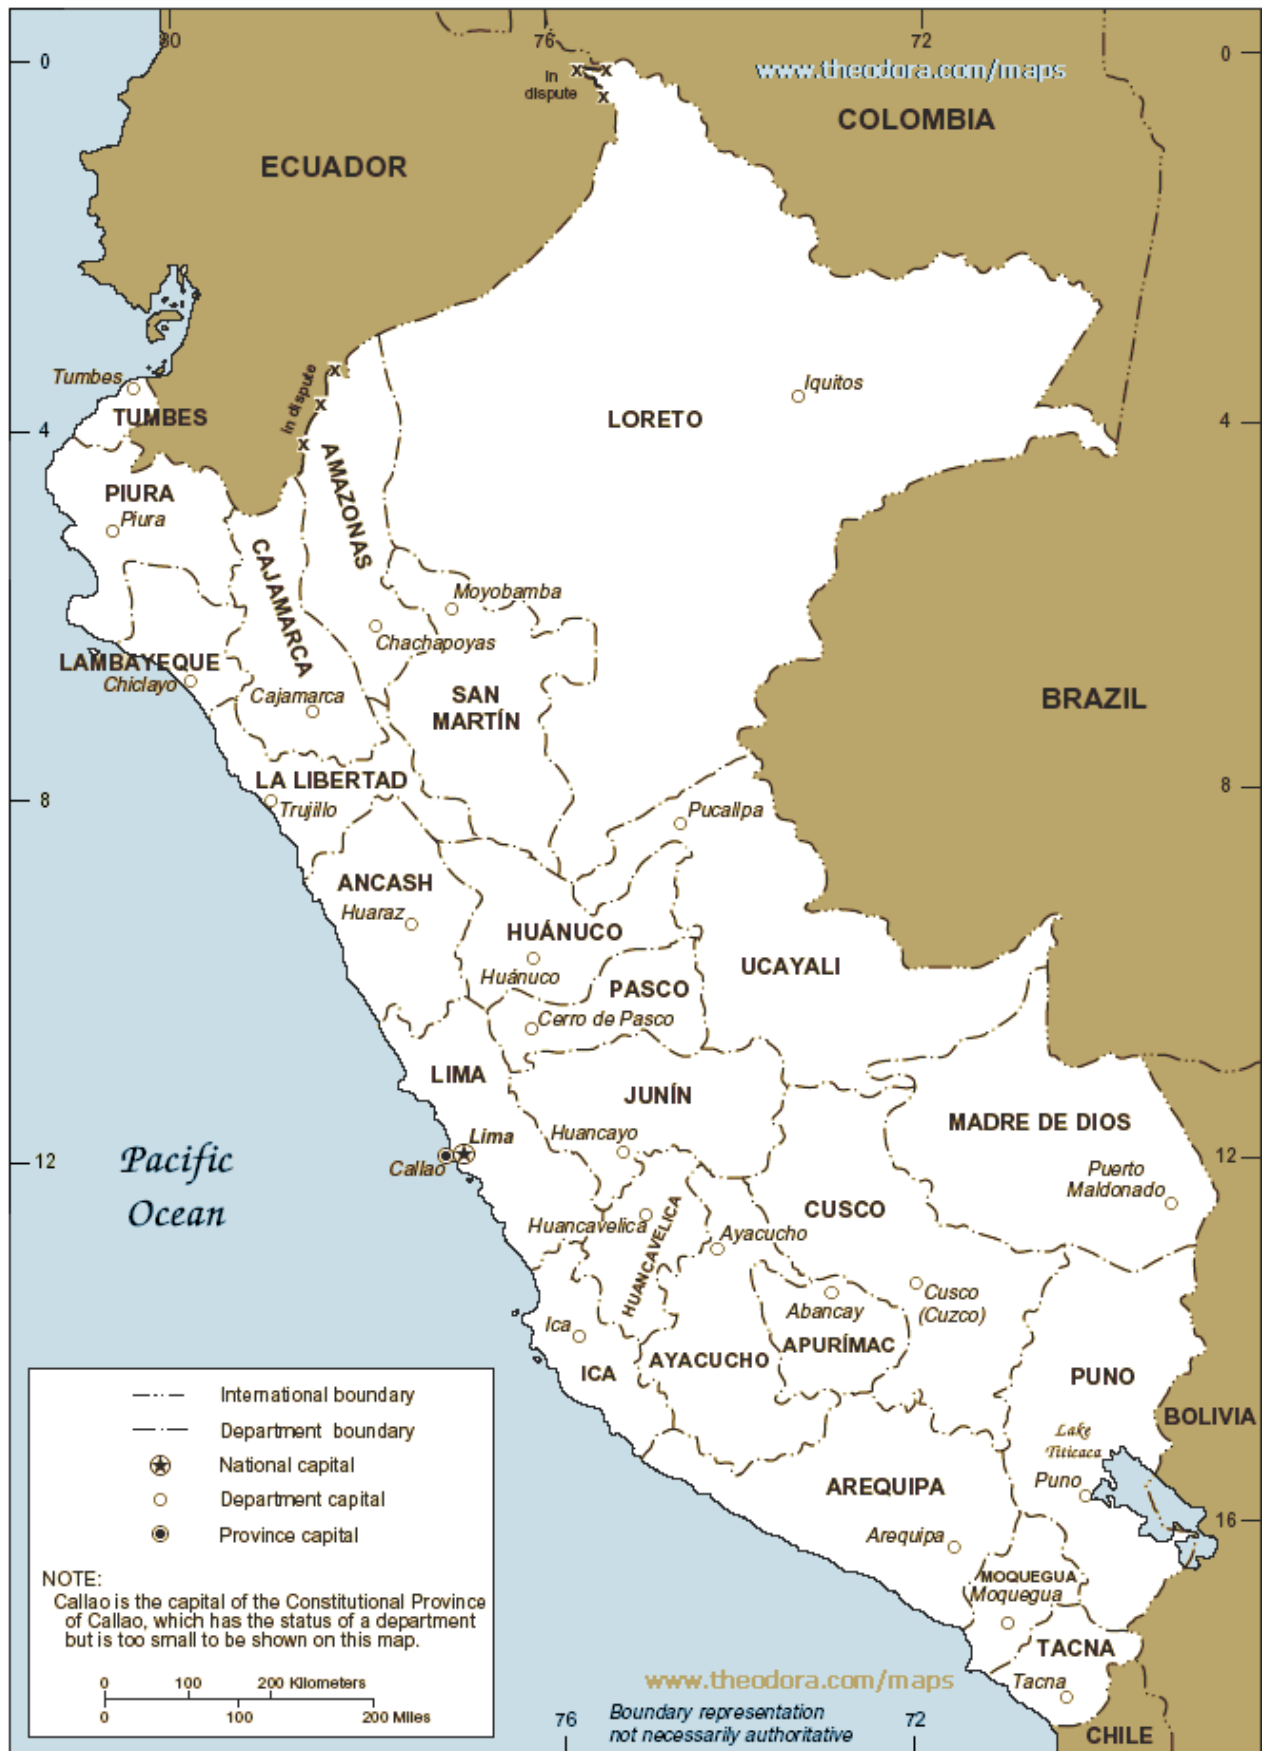 80
76
72
0
0
www.theodora.com/maps
In
dispute
COLOMBIA
ECUADOR
In dispute
Tumbes
TUMBES
Iquitos
LORETO
4
4
AMAZONAS
PIURA
Piura
CAJAMARCA
Moyobamba
Chachapoyas
LAMBAYEQUE
Chiclayo
Cajamarca
SAN
MARTÍN
BRAZIL
LA LIBERTAD
Trujillo
8
8
Pucallpa
ANCASH
Huaraz
HUÁNUCO
Huánuco
UCAYALI
PASCO
Cerro de Pasco
LIMA
JUNÍN
MADRE DE DIOS
Huancayo
Lima
Callao
12
12
Pacific
Ocean
Puerto
Maldonado
CUSCO
Huancavelica
HUANCAVELICA
Ayacucho
Cusco
(Cuzco)
Abancay
APURÍMAC
Ica
ICA
AYACUCHO
PUNO
BOLIVIA
Lake
Titicaca
Puno
AREQUIPA
Arequipa
16
MOQUEGUA
Moquegua
TACNA
Tacna
CHILE
International boundary
Department boundary
National capital
Department capital
Province capital
NOTE:
Callao is the capital of the Constitutional Province
of Callao, which has the status of a department
but is too small to be shown on this map.
0 100 200 Kilometers
0 100 200 Miles
www.theodora.com/maps
Boundary representation
not necessarily authoritative
76
72